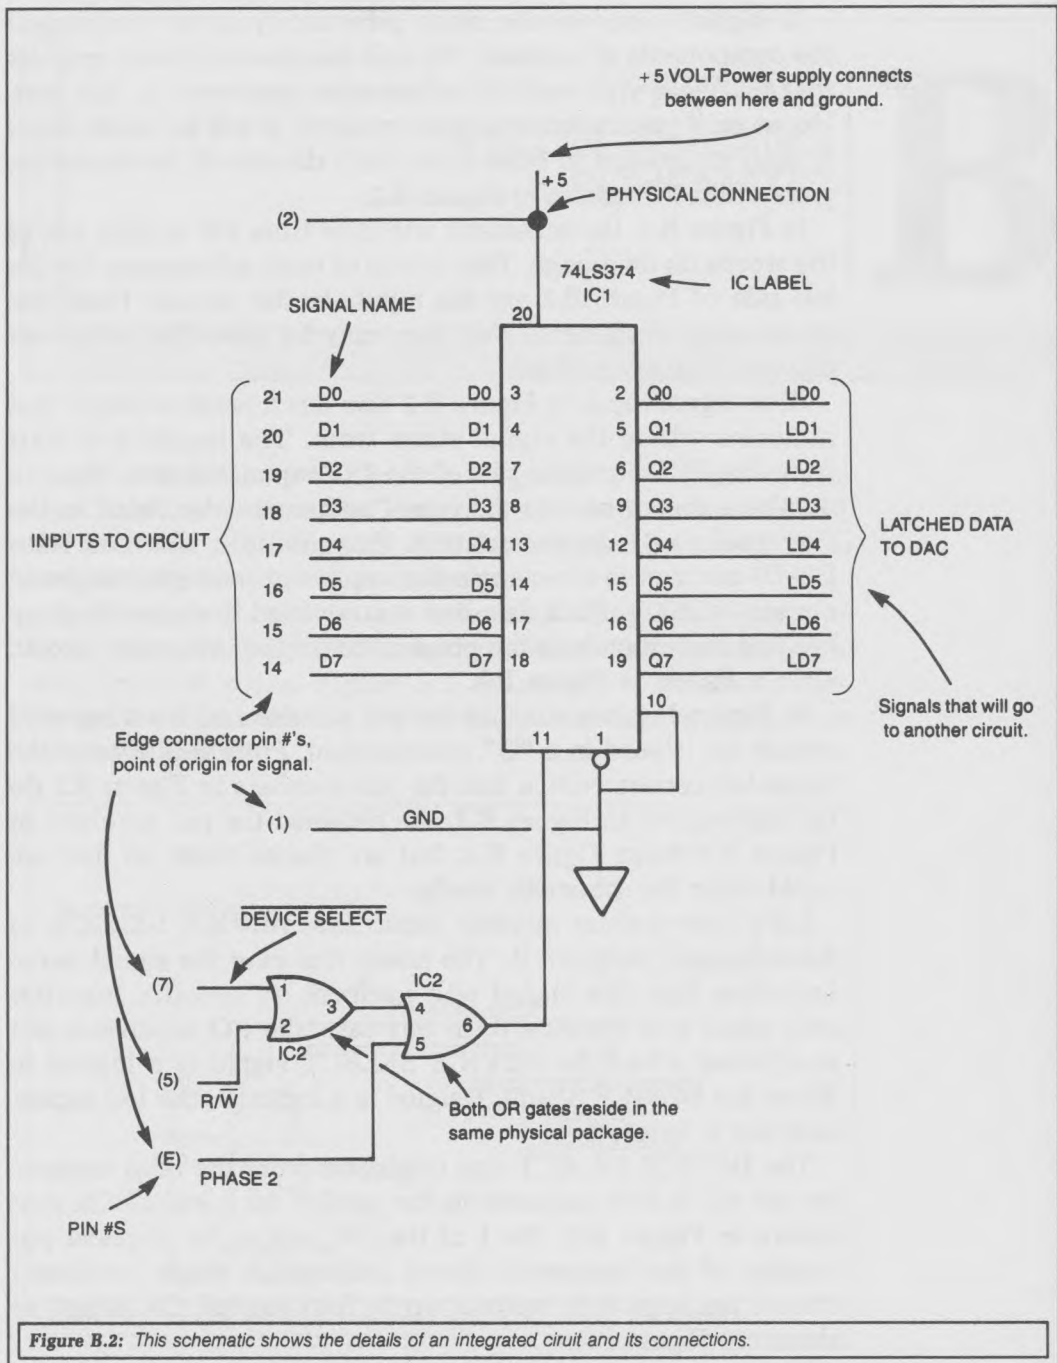 + 5 VOLT Power supply connects
between here and ground.
+ 5
PHYSICAL CONNECTION
(2)
74LS374
IC1
IC LABEL
SIGNAL NAME
20
21 D0 D0 3 2 Q0 LD0
20 D1 D1 4 5 Q1 LD1
19 D2 D2 7 6 Q2 LD2
18 D3 D3 8 9 Q3 LD3
INPUTS TO CIRCUIT
LATCHED DATA
TO DAC
17 D4 D4 13 12 Q4 LD4
16 D5 D5 14 15 Q5 LD5
15 D6 D6 17 16 Q6 LD6
14 D7 D7 18 19 Q7 LD7
10
Signals that will go
to another circuit.
Edge connector pin #'s,
point of origin for signal.
11 1
(1) GND
DEVICE SELECT
(7) 1
2
3
IC2
IC2
4
5
6
(5)
R/W
Both OR gates reside in the
same physical package.
(E)
PHASE 2
PIN #S
Figure B.2: This schematic shows the details of an integrated ciruit and its connections.